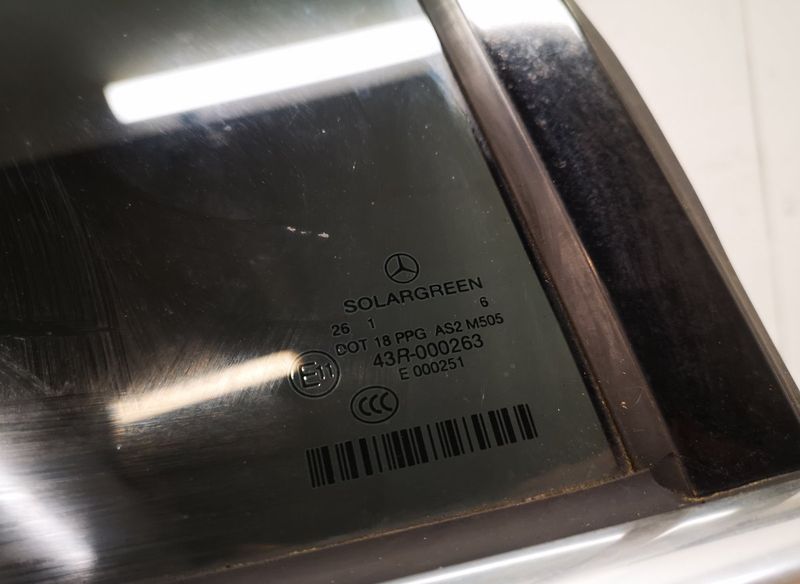 SOLARGREEN
26 1 6
DOT 18 PPG AS2 M505
43R-000263
E11 E 000251
CCC